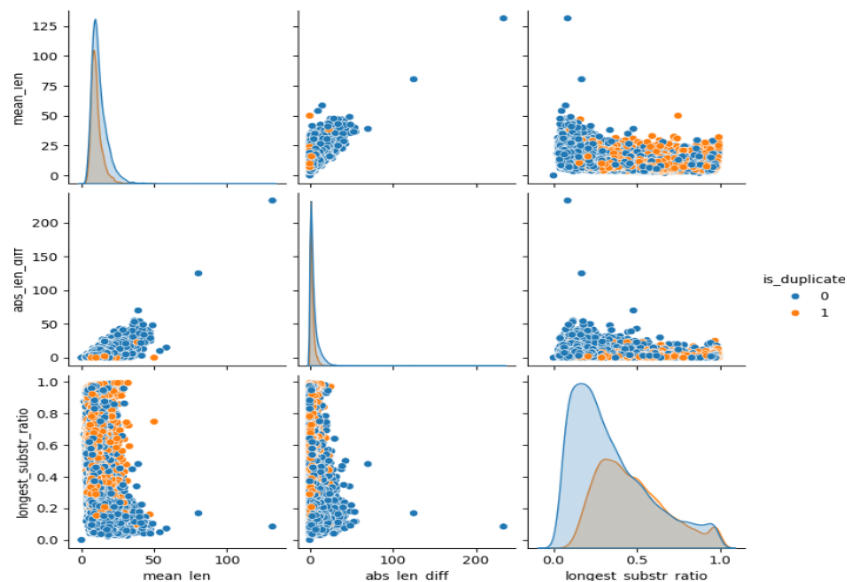 125
100
75
50
25
0
mean_len
200
150
100
50
0
abs_len_diff
is_duplicate
0
1
1.0
0.8
0.6
0.4
0.2
0.0
longest_substr_ratio
0 100
mean_len
0 100 200
abs_len_diff
0.0 0.5 1.0
longest_substr_ratio